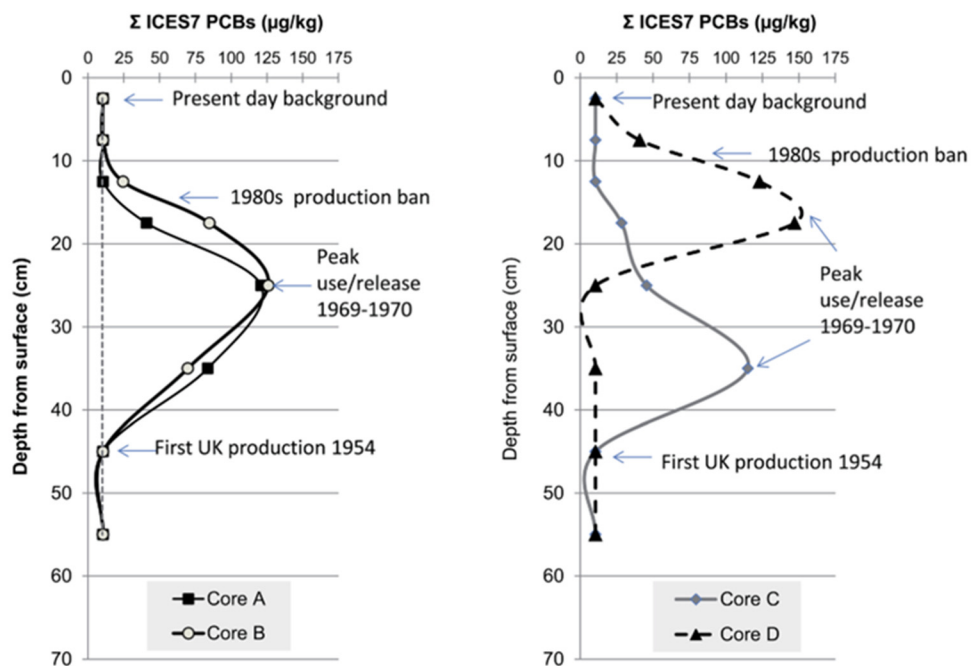 Σ ICES7 PCBs (µg/kg)
0 25 75 100 125 175
0
10
20
30
40
50
60
70
Depth from surface (cm)
Present day background
1980s production ban
Peak
use/release
1969-1970
First UK production 1954
Core A
Core B
Σ ICES7 PCBs (µg/kg)
0 25 75 100 125 175
0
10
20
30
40
50
60
70
Depth from surface (cm)
Present day background
1980s production ban
Peak
use/release
1969-1970
First UK production 1954
Core C
Core D